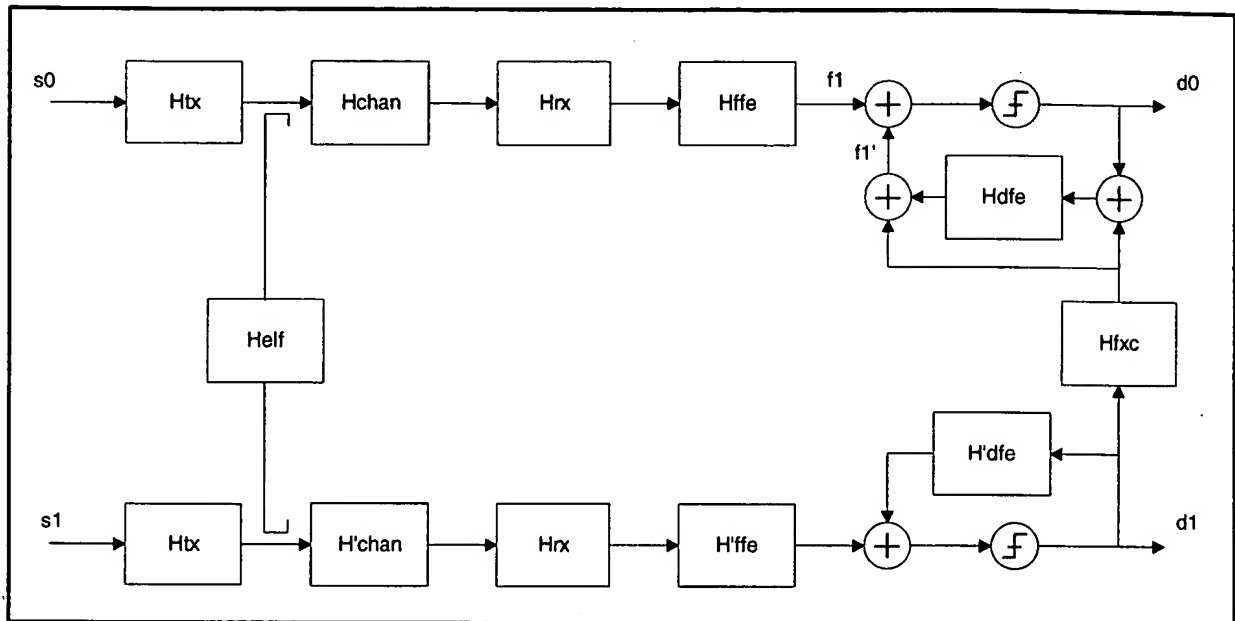 s0
Htx
Hchan
Hrx
Hffe
f1
+
d0
f1'
+
Hdfe
+
Helf
Hfxc
H'dfe
s1
Htx
H'chan
Hrx
H'ffe
+
d1